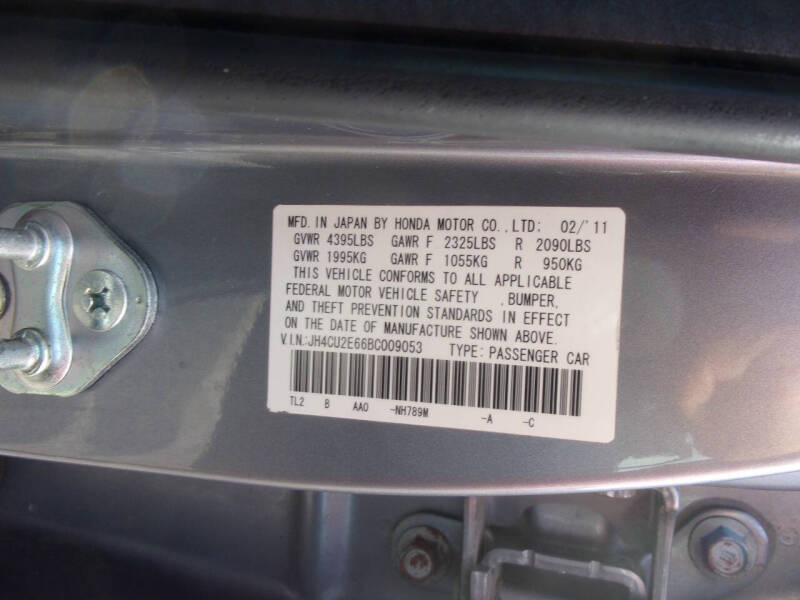 MFD. IN JAPAN BY HONDA MOTOR CO., LTD: 02/'11
GVWR 4395LBS GAWR F 2325LBS R 2090LBS
GVWR 1995KG GAWR F 1055KG R 950KG
THIS VEHICLE CONFORMS TO ALL APPLICABLE
FEDERAL MOTOR VEHICLE SAFETY , BUMPER,
AND THEFT PREVENTION STANDARDS IN EFFECT
ON THE DATE OF MANUFACTURE SHOWN ABOVE.
V.I.N.:JH4CU2E66BC009053 TYPE: PASSENGER CAR
TL2 B AAO -NH789M -A -C